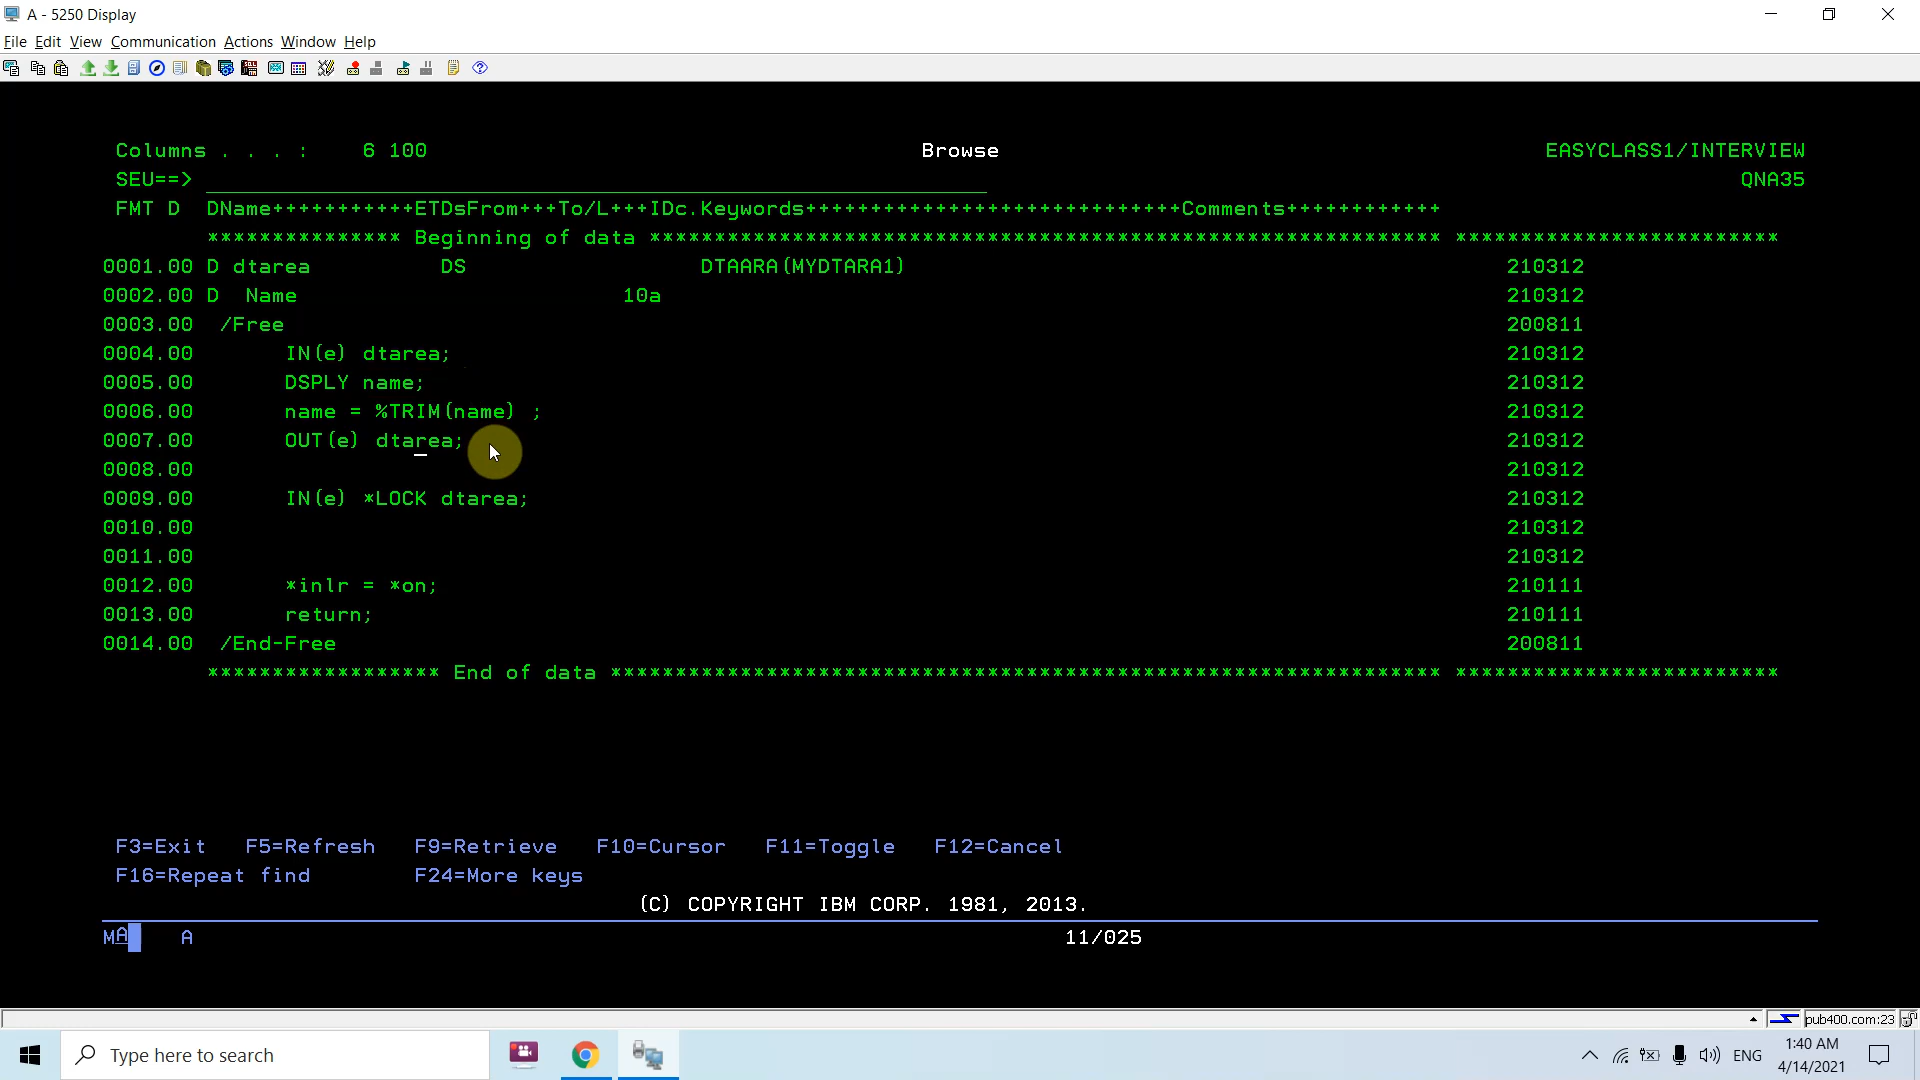 A - 5250 Display
File Edit View Communication Actions Window Help
Columns . . . : 6 100 Browse EASYCLASS1/INTERVIEW
SEU==> QNA35
FMT D DName+++++++++++ETDsFrom+++To/L+++IDc.Keywords+++++++++++++++++++++++++++++Comments++++++++++++
*************** Beginning of data ************************************************************* *************************
0001.00 D dtarea DS DTAARA(MYDTARA1) 210312
0002.00 D Name 10a 210312
0003.00 /Free 200811
0004.00 IN(e) dtarea; 210312
0005.00 DSPLY name; 210312
0006.00 name = %TRIM(name) ; 210312
0007.00 OUT(e) dtarea; 210312
0008.00 210312
0009.00 IN(e) *LOCK dtarea; 210312
0010.00 210312
0011.00 210312
0012.00 *inlr = *on; 210111
0013.00 return; 210111
0014.00 /End-Free 200811
****************** End of data **************************************************************** *************************
F3=Exit F5=Refresh F9=Retrieve F10=Cursor F11=Toggle F12=Cancel
F16=Repeat find F24=More keys
(C) COPYRIGHT IBM CORP. 1981, 2013.
MA A 11/025
pub400.com:23
Type here to search ENG 1:40 AM
4/14/2021